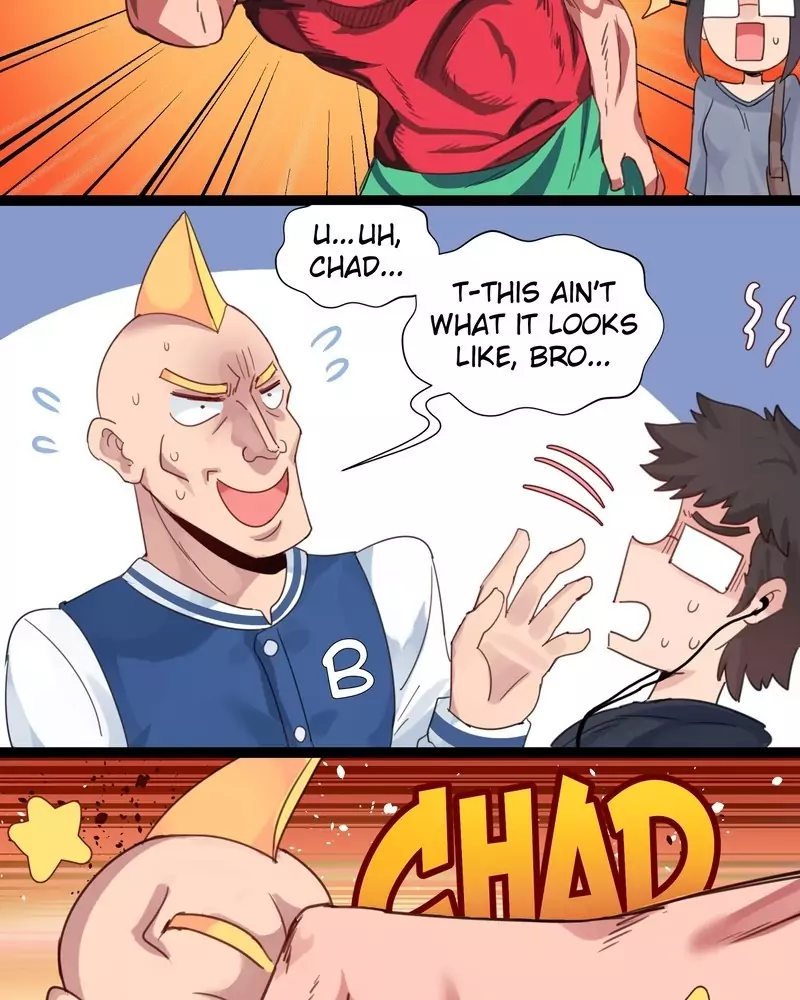 U...UH,
CHAD...
T-THIS AIN'T
WHAT IT LOOKS
LIKE, BRO...
B
CHAD